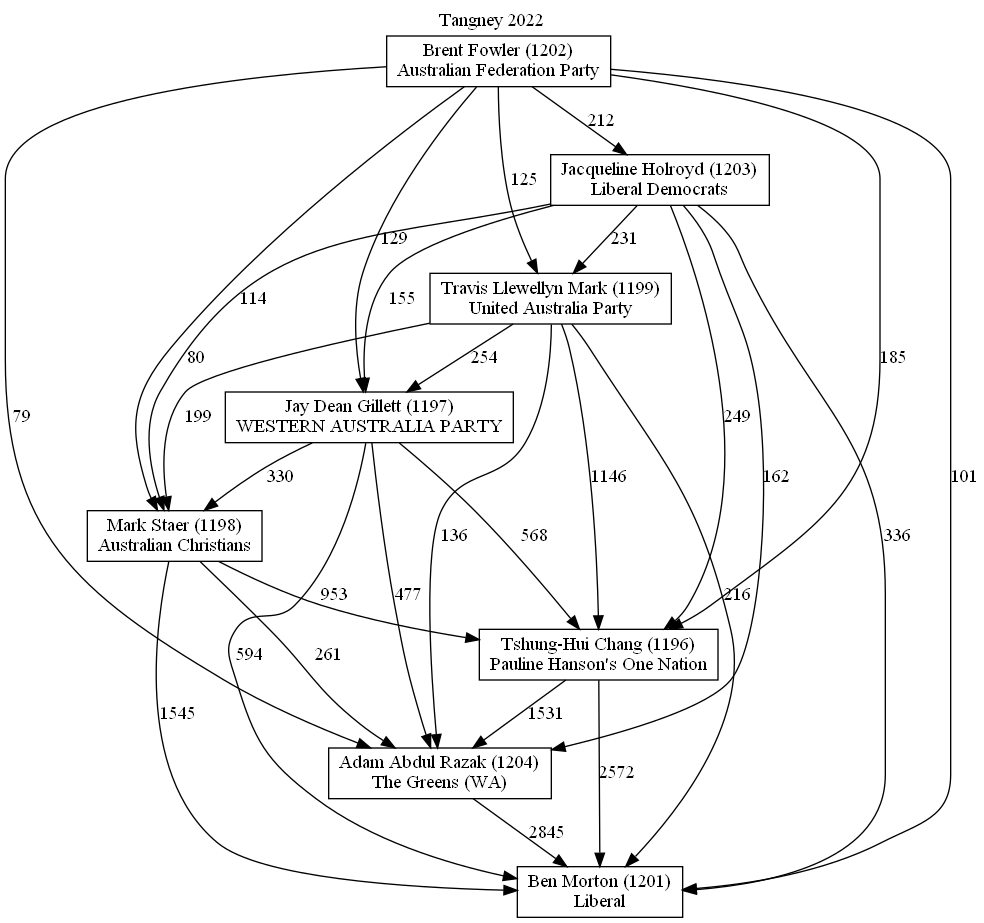 Tangney 2022
Brent Fowler (1202)
Australian Federation Party
212
Jacqueline Holroyd (1203)
Liberal Democrats
125
129
231
Travis Llewellyn Mark (1199)
United Australia Party
114
155
80
254
185
79
199
Jay Dean Gillett (1197)
WESTERN AUSTRALIA PARTY
249
330
1146
162
101
Mark Staer (1198)
Australian Christians
136
568
336
953
477
216
594
261
Tshung-Hui Chang (1196)
Pauline Hanson's One Nation
1545
1531
Adam Abdul Razak (1204)
The Greens (WA)
2572
2845
Ben Morton (1201)
Liberal